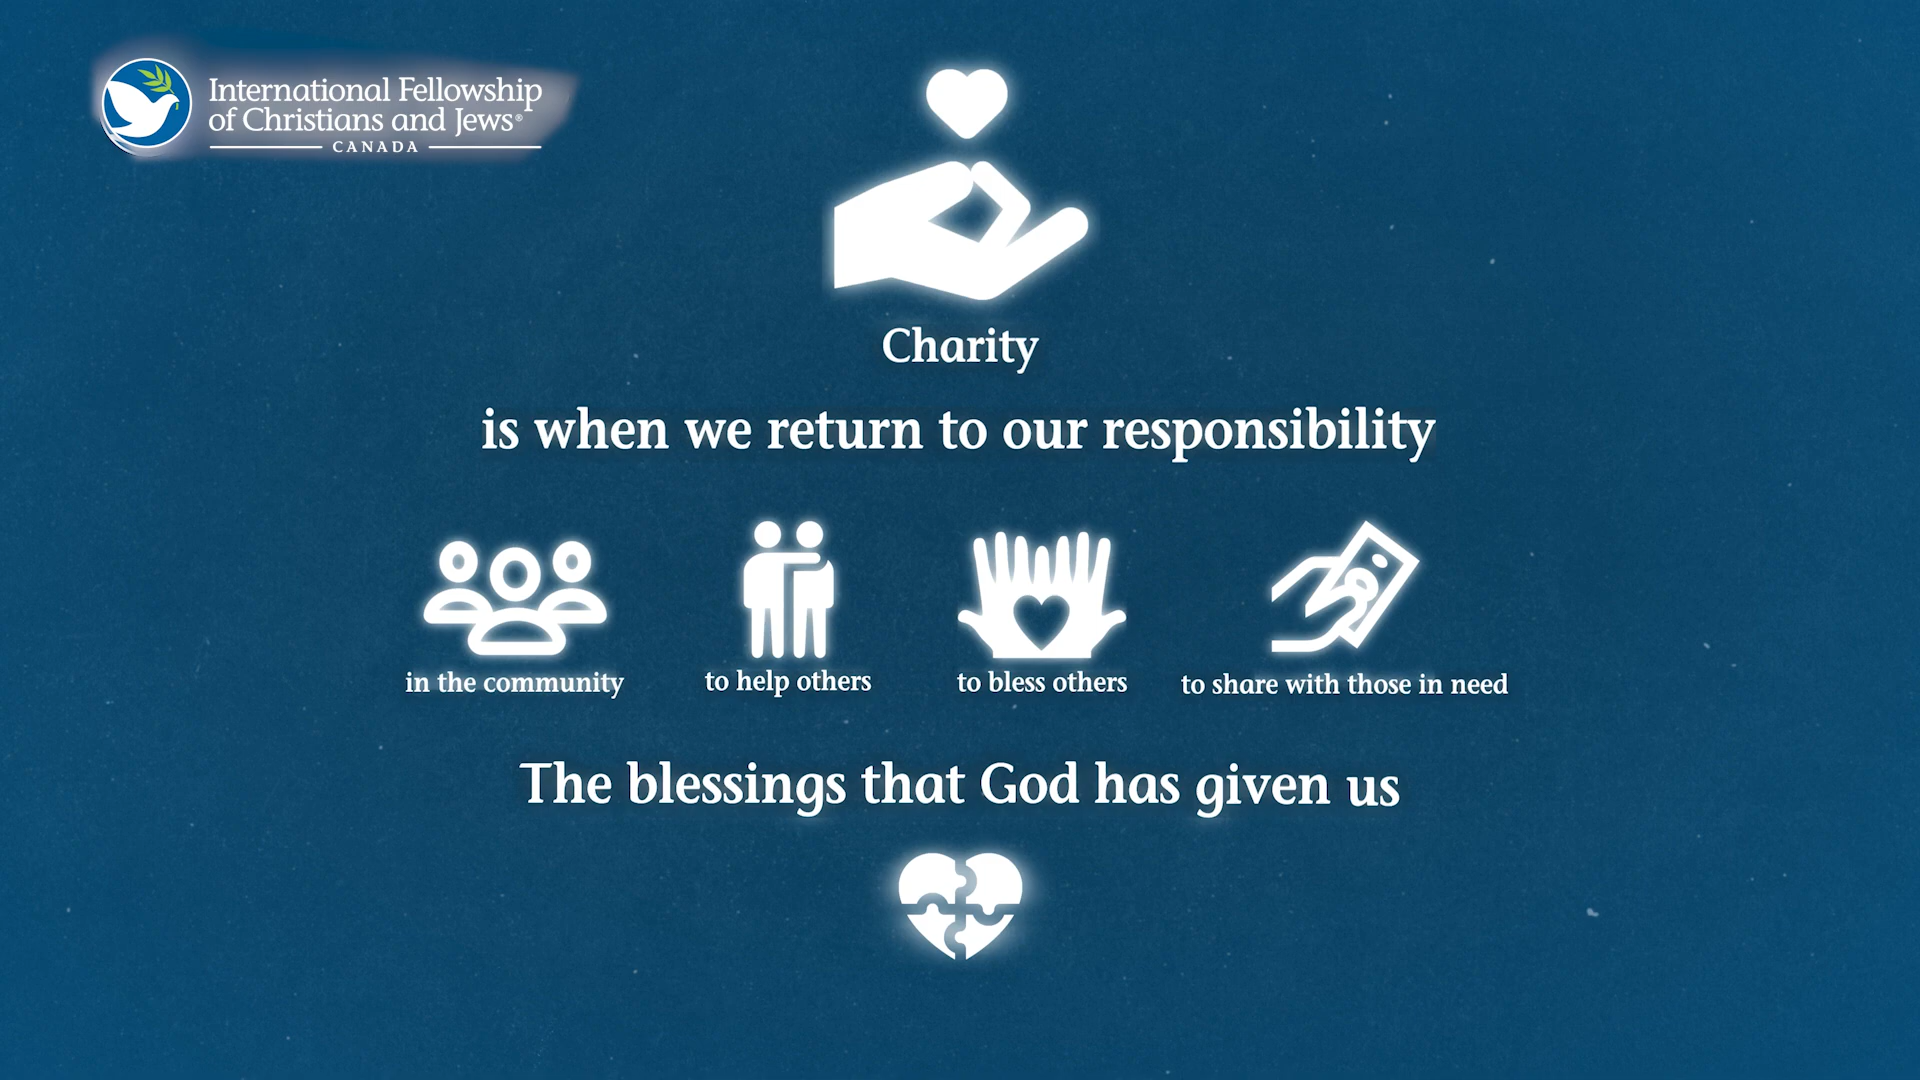 International Fellowship
of Christians and Jews®
CANADA
Charity
is when we return to our responsibility
in the community
to help others
to bless others
to share with those in need
The blessings that God has given us